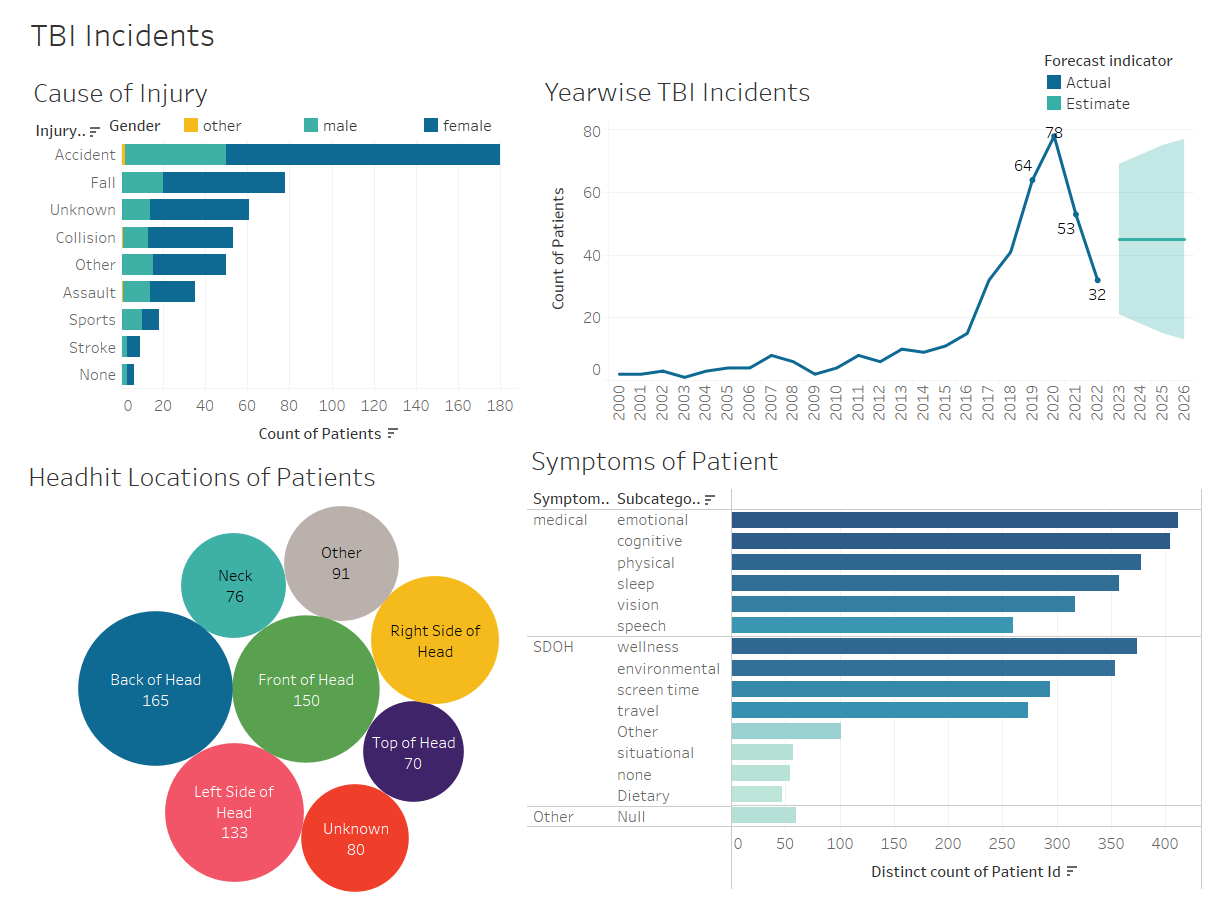 TBI Incidents
Cause of Injury
Injury.. Gender other male female
Accident
Fall
Unknown
Collision
Other
Assault
Sports
Stroke
None
0 20 40 60 80 100 120 140 160 180
Count of Patients
Yearwise TBI Incidents
Forecast indicator
Actual
Estimate
Count of Patients
80
60
40
20
0
78
64
53
32
2000 2001 2002 2003 2004 2005 2006 2007 2008 2009 2010 2011 2012 2013 2014 2015 2016 2017 2018 2019 2020 2021 2022 2023 2024 2025 2026
Headhit Locations of Patients
Other
91
Neck
76
Right Side of
Head
Back of Head
165
Front of Head
150
Top of Head
70
Left Side of
Head
133
Unknown
80
Symptoms of Patient
Symptom.. Subcatego..
medical emotional
cognitive
physical
sleep
vision
speech
SDOH wellness
environmental
screen time
travel
Other
situational
none
Dietary
Other Null
0 50 100 150 200 250 300 350 400
Distinct count of Patient Id